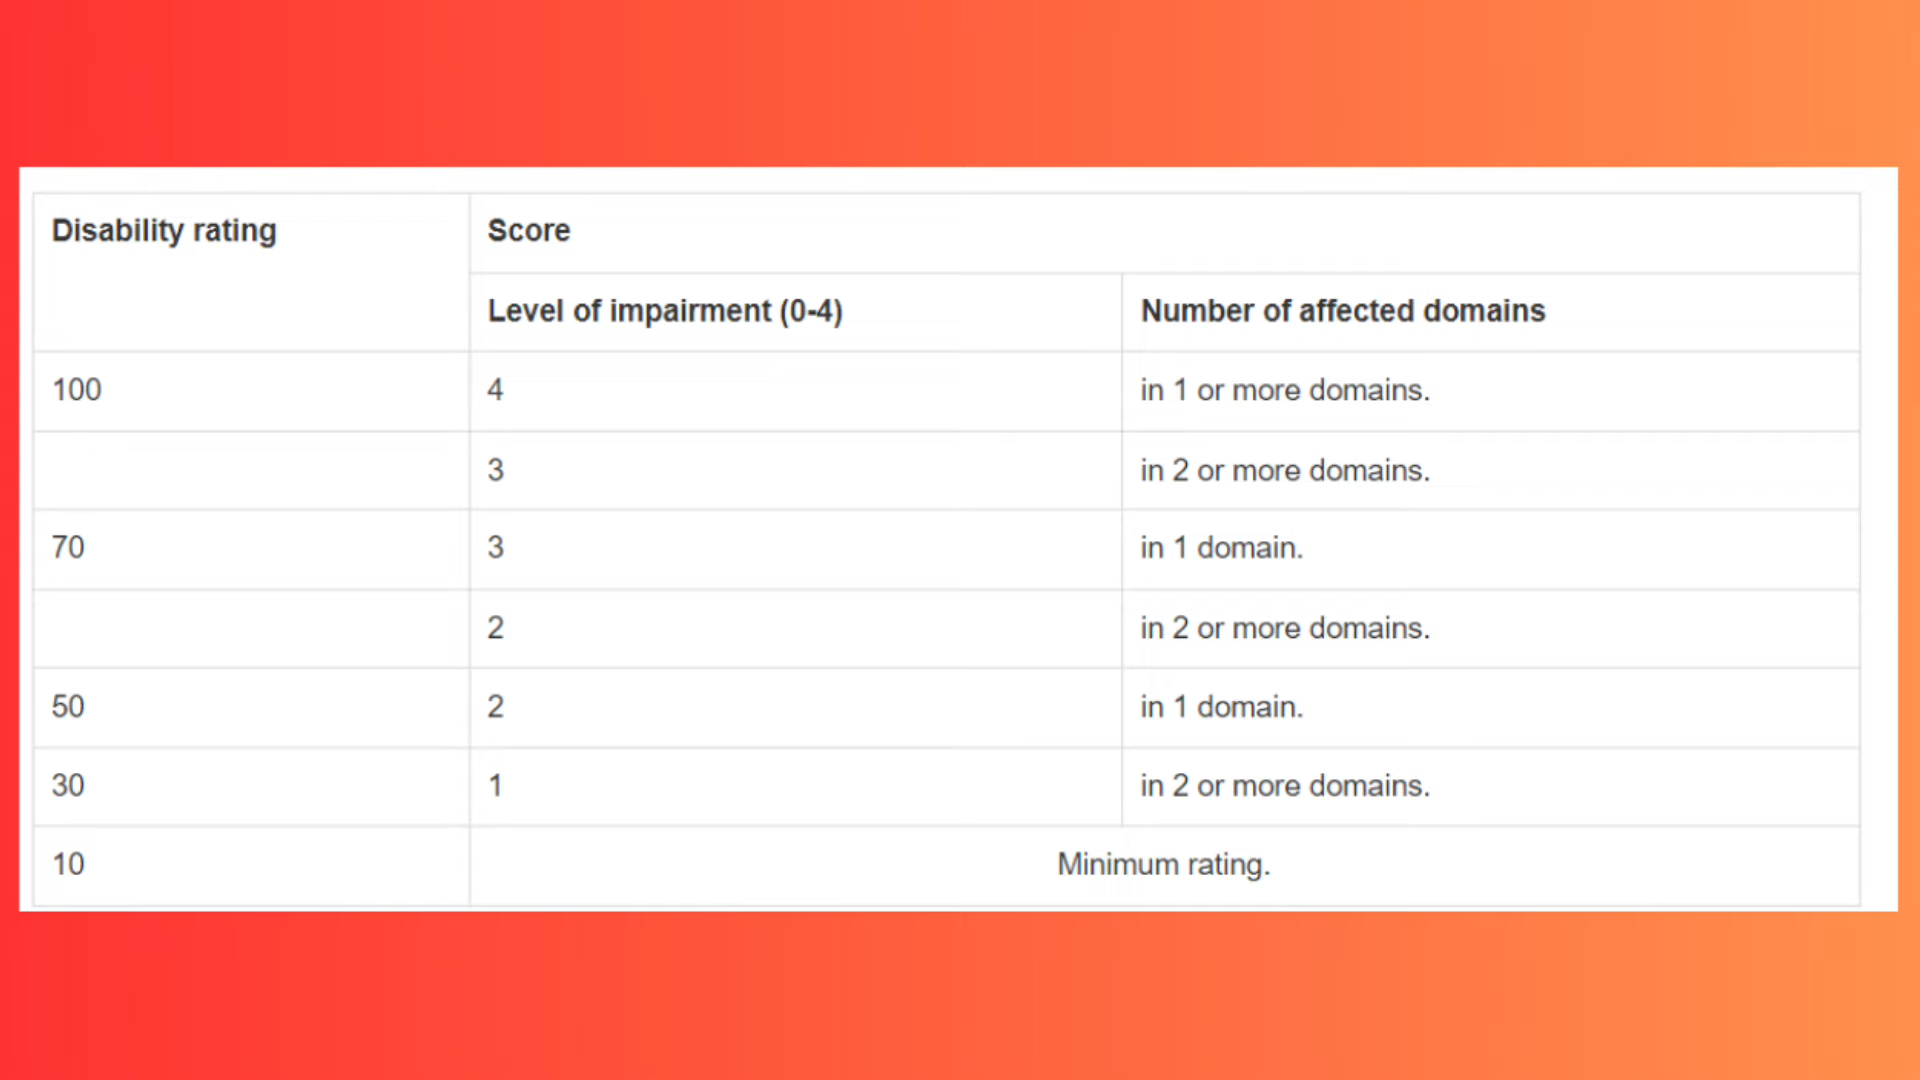 Disability rating
Score
Level of impairment (0-4)
Number of affected domains
100
4
in 1 or more domains.
3
in 2 or more domains.
70
3
in 1 domain.
2
in 2 or more domains.
50
2
in 1 domain.
30
1
in 2 or more domains.
10
Minimum rating.